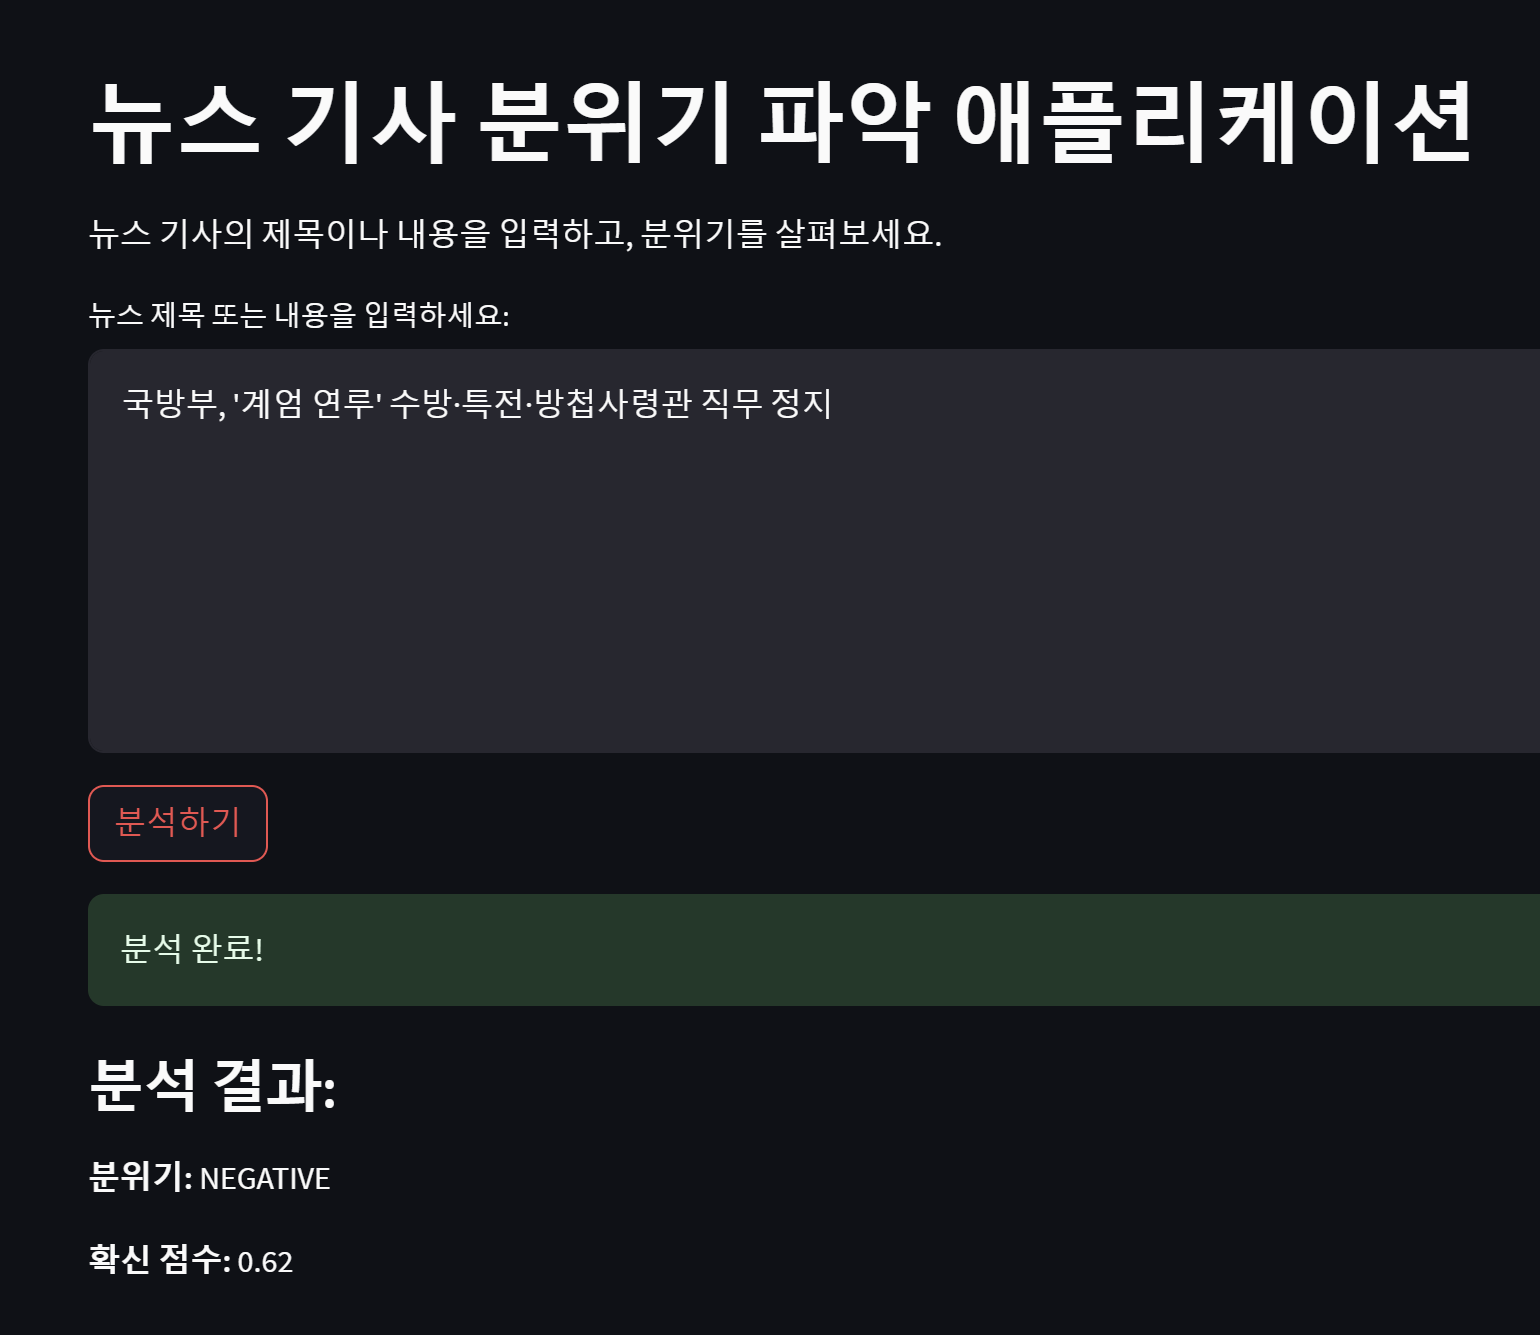 뉴스 기사 분위기 파악 애플리케이션
뉴스 기사의 제목이나 내용을 입력하고, 분위기를 살펴보세요.
뉴스 제목 또는 내용을 입력하세요:
국방부, '계엄 연루' 수방·특전·방첩사령관 직무 정지
분석하기
분석 완료!
분석 결과:
분위기: NEGATIVE
확신 점수: 0.62